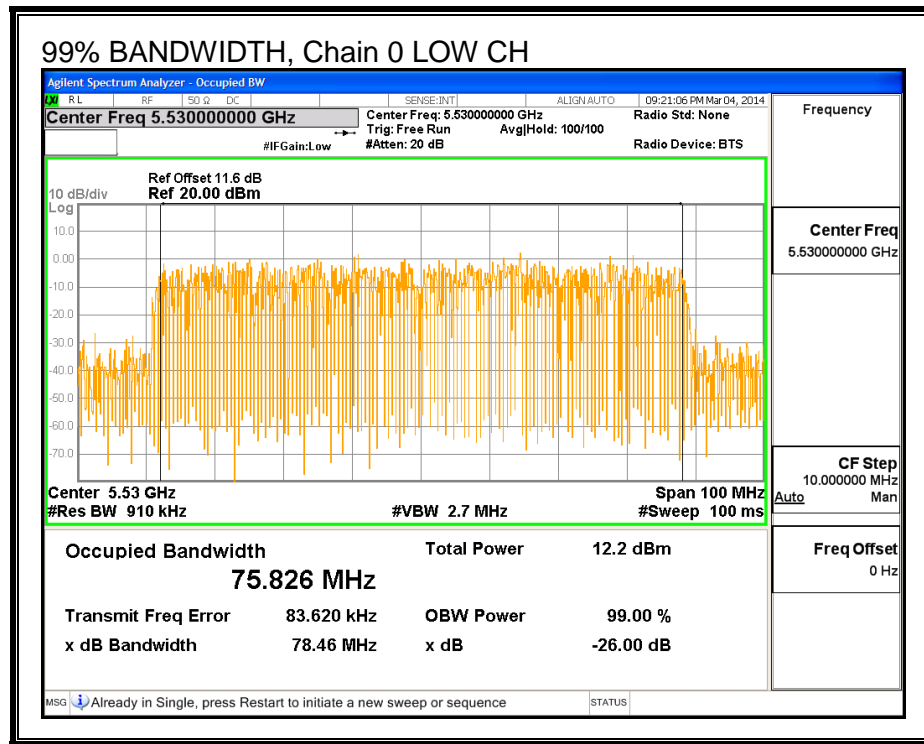 99% BANDWIDTH, Chain 0 LOW CH
Agilent Spectrum Analyzer - Occupied BW
LXI RL RF 50 Ω DC SENSE:INT ALIGN AUTO 09:21:06 PM Mar 04, 2014
Center Freq 5.530000000 GHz
Center Freq: 5.530000000 GHz
Radio Std: None
Trig: Free Run Avg|Hold: 100/100
#IFGain:Low #Atten: 20 dB Radio Device: BTS
Ref Offset 11.6 dB
10 dB/div Ref 20.00 dBm
Log
10.0
0.00
-10.0
-20.0
-30.0
-40.0
-50.0
-60.0
-70.0
Center 5.53 GHz Span 100 MHz
#Res BW 910 kHz #VBW 2.7 MHz #Sweep 100 ms
Occupied Bandwidth Total Power 12.2 dBm
75.826 MHz
Transmit Freq Error 83.620 kHz OBW Power 99.00 %
x dB Bandwidth 78.46 MHz x dB -26.00 dB
MSG Already in Single, press Restart to initiate a new sweep or sequence STATUS
Frequency
Center Freq
5.530000000 GHz
CF Step
10.000000 MHz
Auto Man
Freq Offset
0 Hz